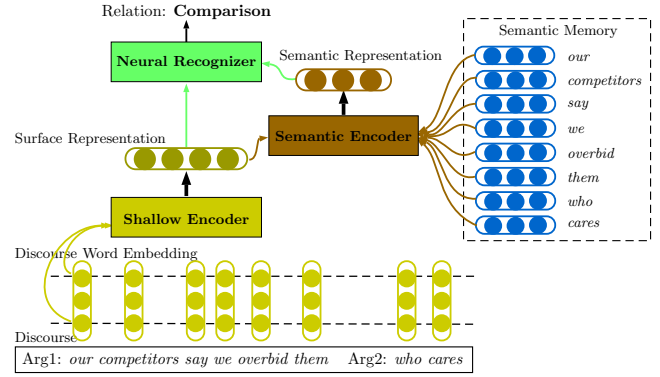 Relation: Comparison
Neural Recognizer
Semantic Representation
Semantic Memory
our
competitors
say
we
overbid
them
who
cares
Semantic Encoder
Surface Representation
Shallow Encoder
Discourse Word Embedding
Discourse
Arg1: our competitors say we overbid them Arg2: who cares